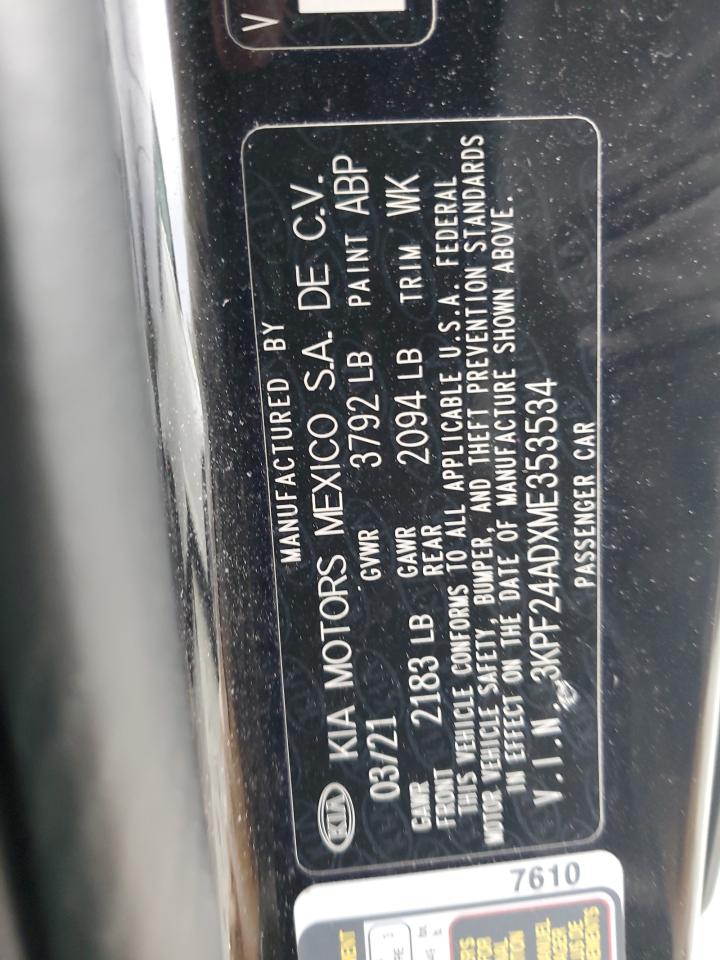 V
MANUFACTURED BY
KIA KIA MOTORS MEXICO S.A. DE C.V.
03/21 GVWR 3792 LB PAINT ABP
GAWR FRONT 2183 LB GAWR REAR 2094 LB TRIM WK
THIS VEHICLE CONFORMS TO ALL APPLICABLE U.S.A. FEDERAL
MOTOR VEHICLE SAFETY, BUMPER, AND THEFT PREVENTION STANDARDS
IN EFFECT ON THE DATE OF MANUFACTURE SHOWN ABOVE.
V.I.N. 3KPF24ADXME353534
PASSENGER CAR
7610